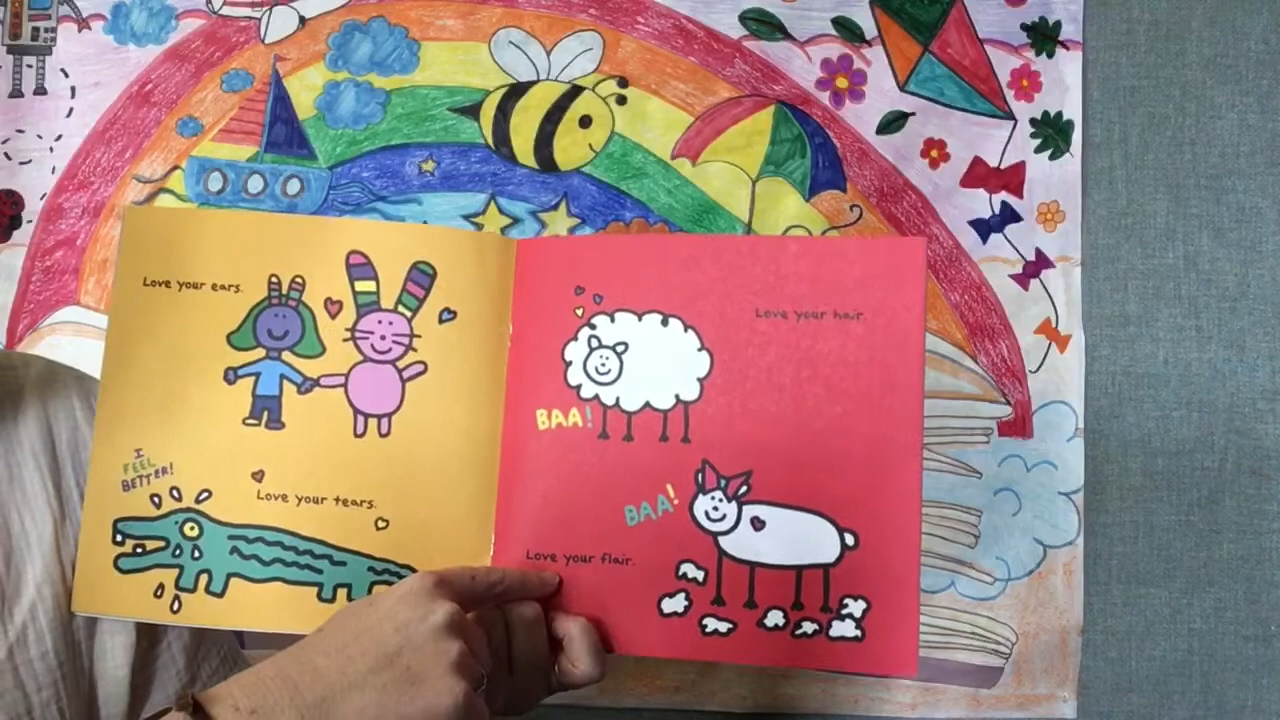 Love your ears.
I
FEEL
BETTER!
Love your tears.
Love your hair.
BAA!
BAA!
Love your flair.